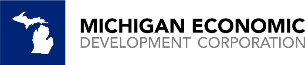 MICHIGAN ECONOMIC
DEVELOPMENT CORPORATION